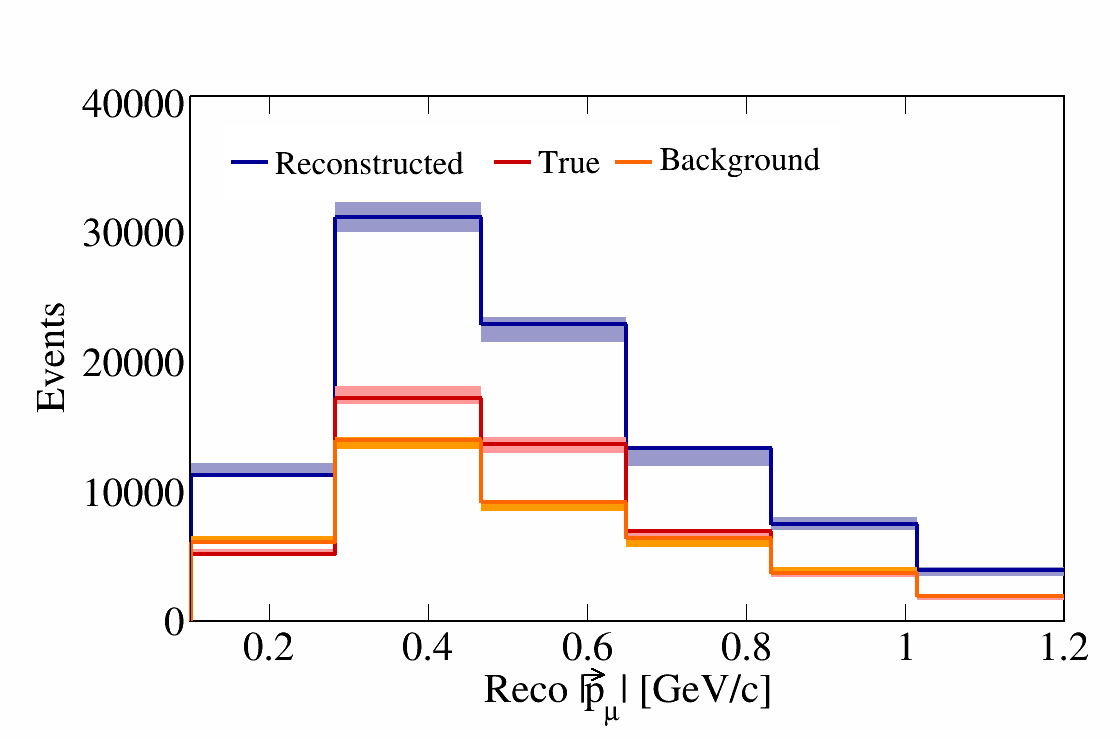 40000
Reconstructed True Background
30000
20000
10000
0
Events
0.2 0.4 0.6 0.8 1 1.2
Reco |p⃗μ| [GeV/c]